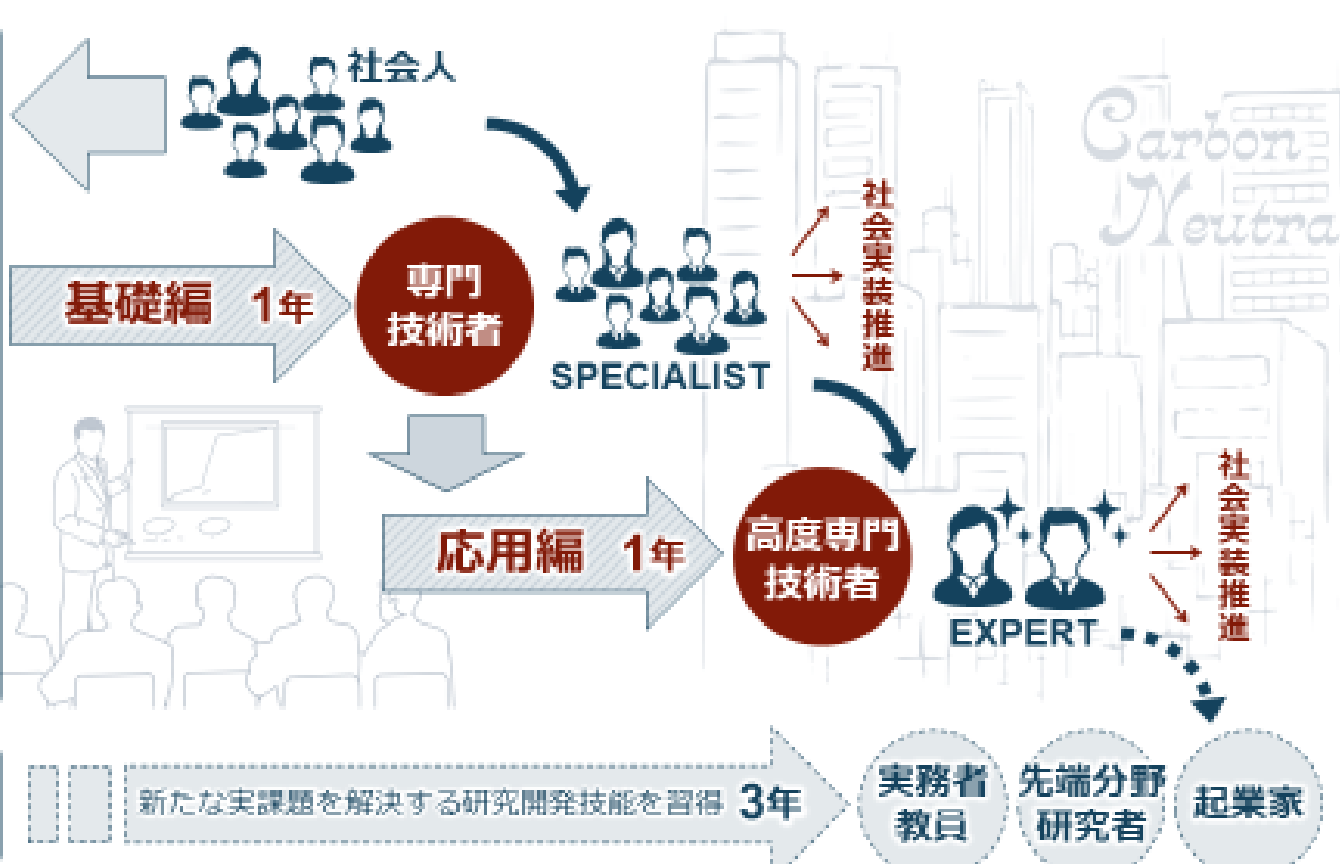 社会人
Carbon
Neutra
社会実装推進
基礎編 1年
専門
技術者
SPECIALIST
応用編 1年
高度専門
技術者
EXPERT
社会実装推進
新たな実課題を解決する研究開発技能を習得 3年
実務者
教員
先端分野
研究者
起業家